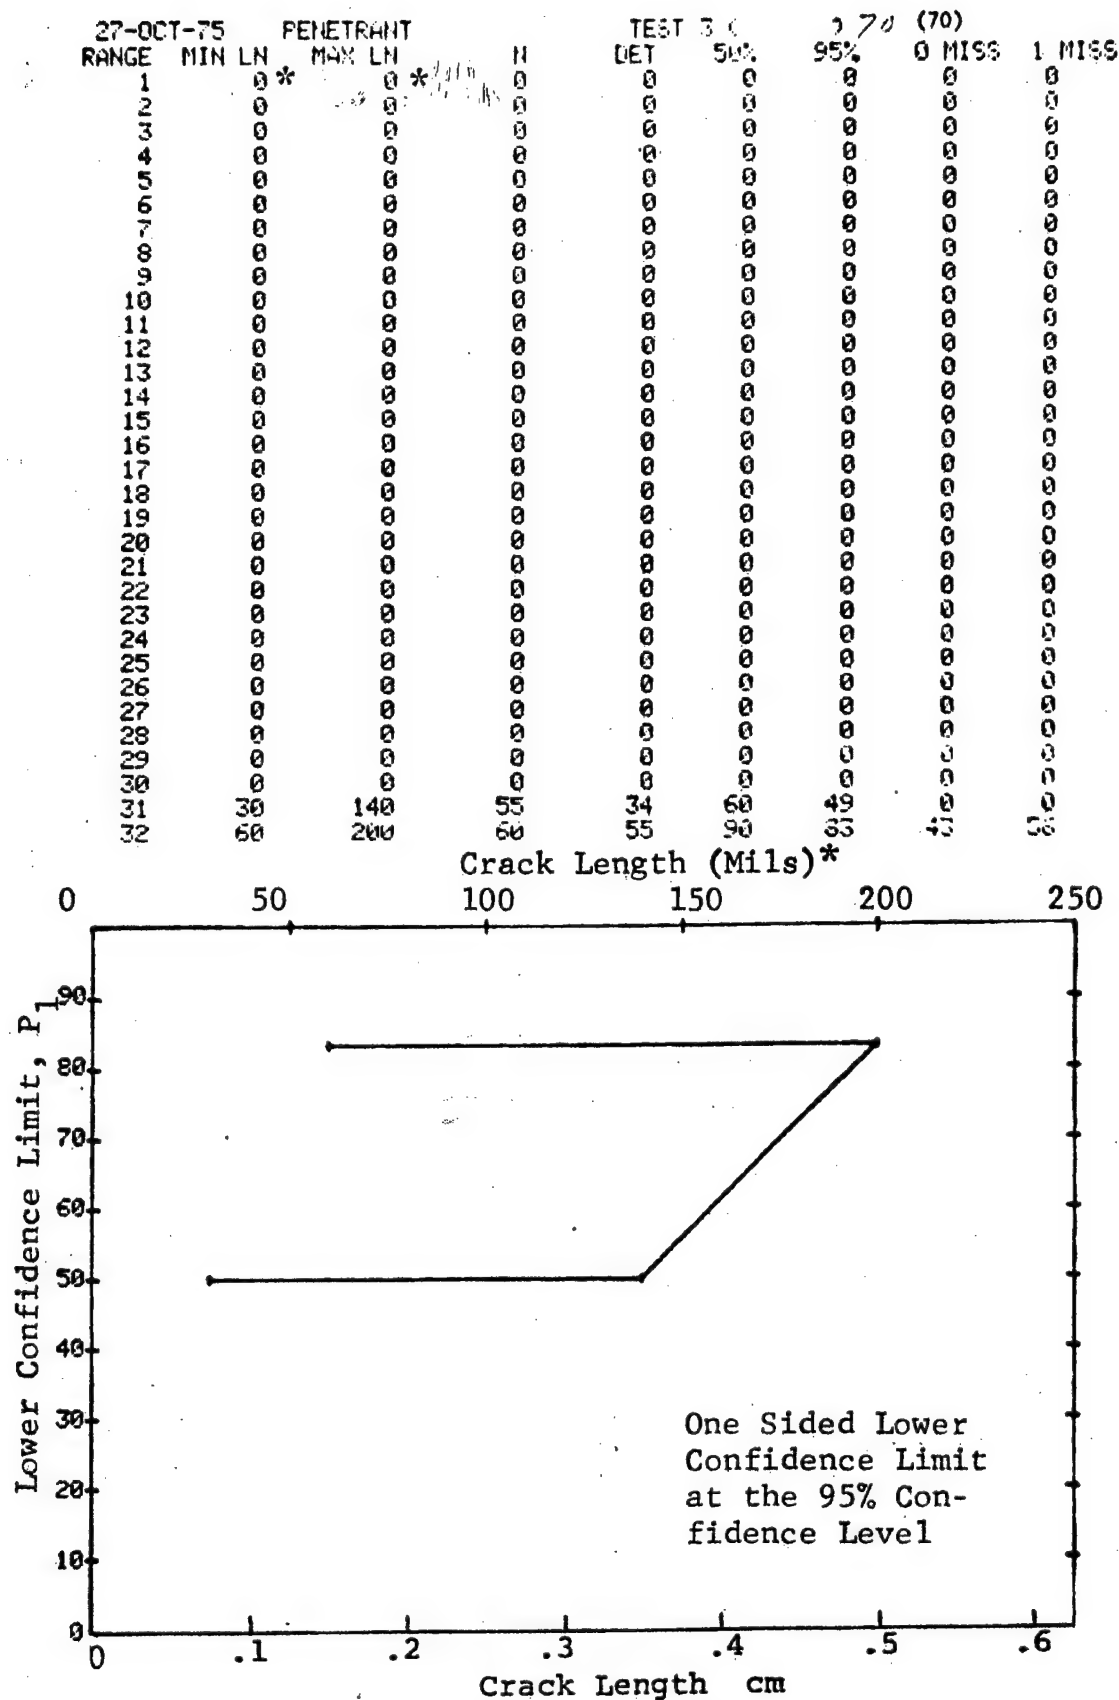 27-OCT-75 PENETRANT TEST 3 (70)
RANGE MIN LN MAX LN N DET 50% 95% 0 MISS 1 MISS
1 0* 0* 0 0 0 0 0 0
2 0 0 0 0 0 0 0 0
3 0 0 0 0 0 0 0 0
4 0 0 0 0 0 0 0 0
5 0 0 0 0 0 0 0 0
6 0 0 0 0 0 0 0 0
7 0 0 0 0 0 0 0 0
8 0 0 0 0 0 0 0 0
9 0 0 0 0 0 0 0 0
10 0 0 0 0 0 0 0 0
11 0 0 0 0 0 0 0 0
12 0 0 0 0 0 0 0 0
13 0 0 0 0 0 0 0 0
14 0 0 0 0 0 0 0 0
15 0 0 0 0 0 0 0 0
16 0 0 0 0 0 0 0 0
17 0 0 0 0 0 0 0 0
18 0 0 0 0 0 0 0 0
19 0 0 0 0 0 0 0 0
20 0 0 0 0 0 0 0 0
21 0 0 0 0 0 0 0 0
22 0 0 0 0 0 0 0 0
23 0 0 0 0 0 0 0 0
24 0 0 0 0 0 0 0 0
25 0 0 0 0 0 0 0 0
26 0 0 0 0 0 0 0 0
27 0 0 0 0 0 0 0 0
28 0 0 0 0 0 0 0 0
29 0 0 0 0 0 0 0 0
30 0 0 0 0 0 0 0 0
31 30 140 55 34 60 49 0
32 60 200 60 55 90
Crack Length (Mils)*
0 50 100 150 200 250
Lower Confidence Limit, P1
90
80
70
60
50
40
30
20
10
0
One Sided Lower
Confidence Limit
at the 95% Con-
fidence Level
0 .1 .2 .3 .4 .5 .6
Crack Length cm